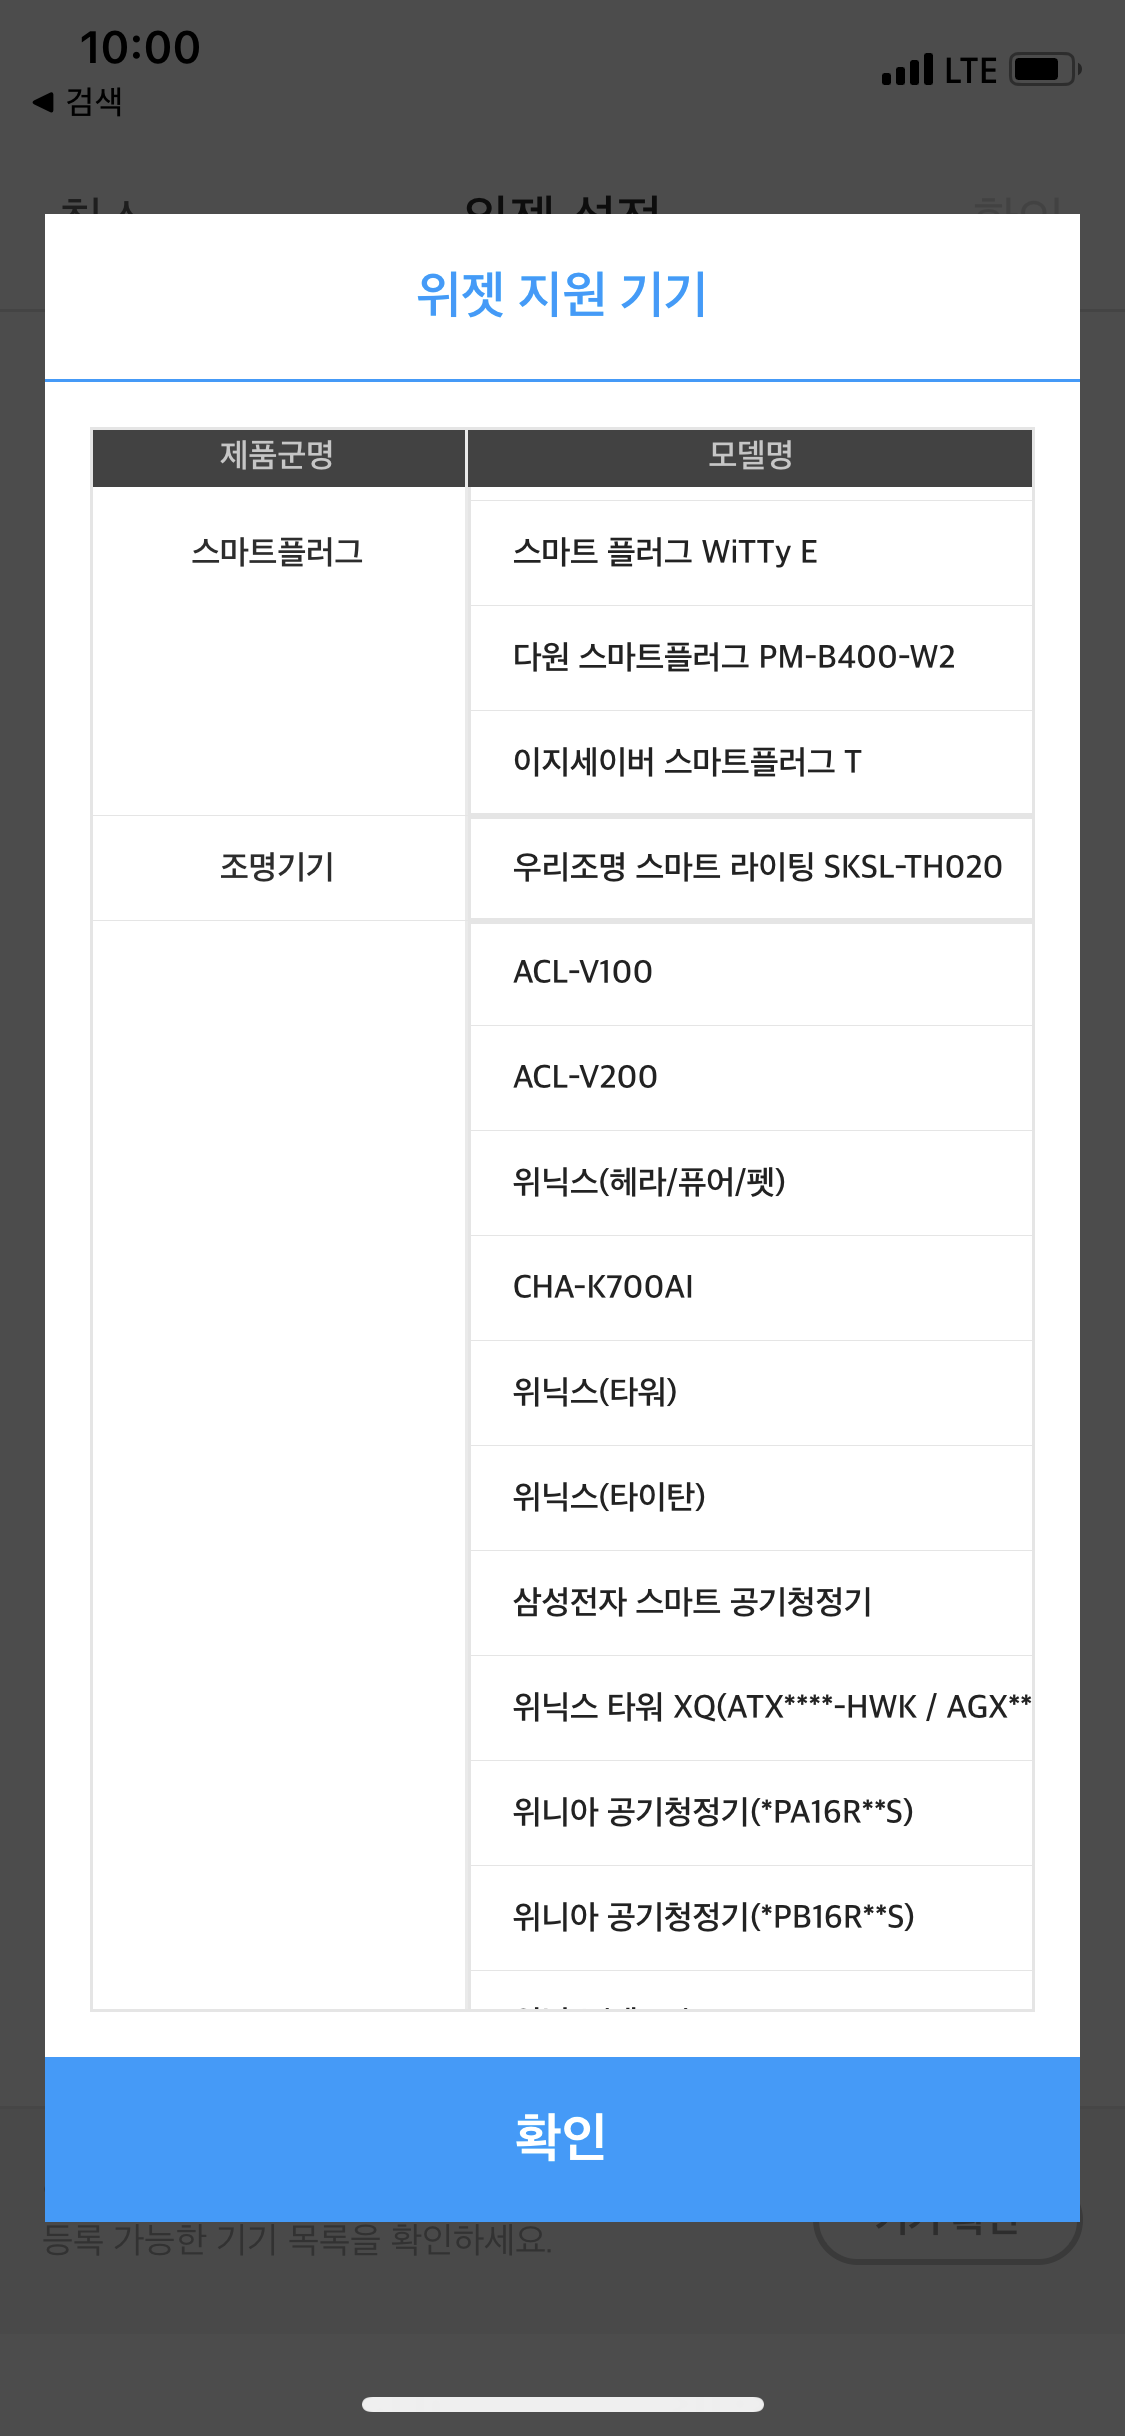 10:00
LTE
◀ 검색
위젯 지원 기기
제품군명 모델명
스마트플러그 스마트 플러그 WiTTy E
다원 스마트플러그 PM-B400-W2
이지세이버 스마트플러그 T
조명기기 우리조명 스마트 라이팅 SKSL-TH020
ACL-V100
ACL-V200
위닉스(헤라/퓨어/펫)
CHA-K700AI
위닉스(타워)
위닉스(타이탄)
삼성전자 스마트 공기청정기
위닉스 타워 XQ(ATX****-HWK / AGX**
위니아 공기청정기(*PA16R**S)
위니아 공기청정기(*PB16R**S)
확인
등록 가능한 기기 목록을 확인하세요.